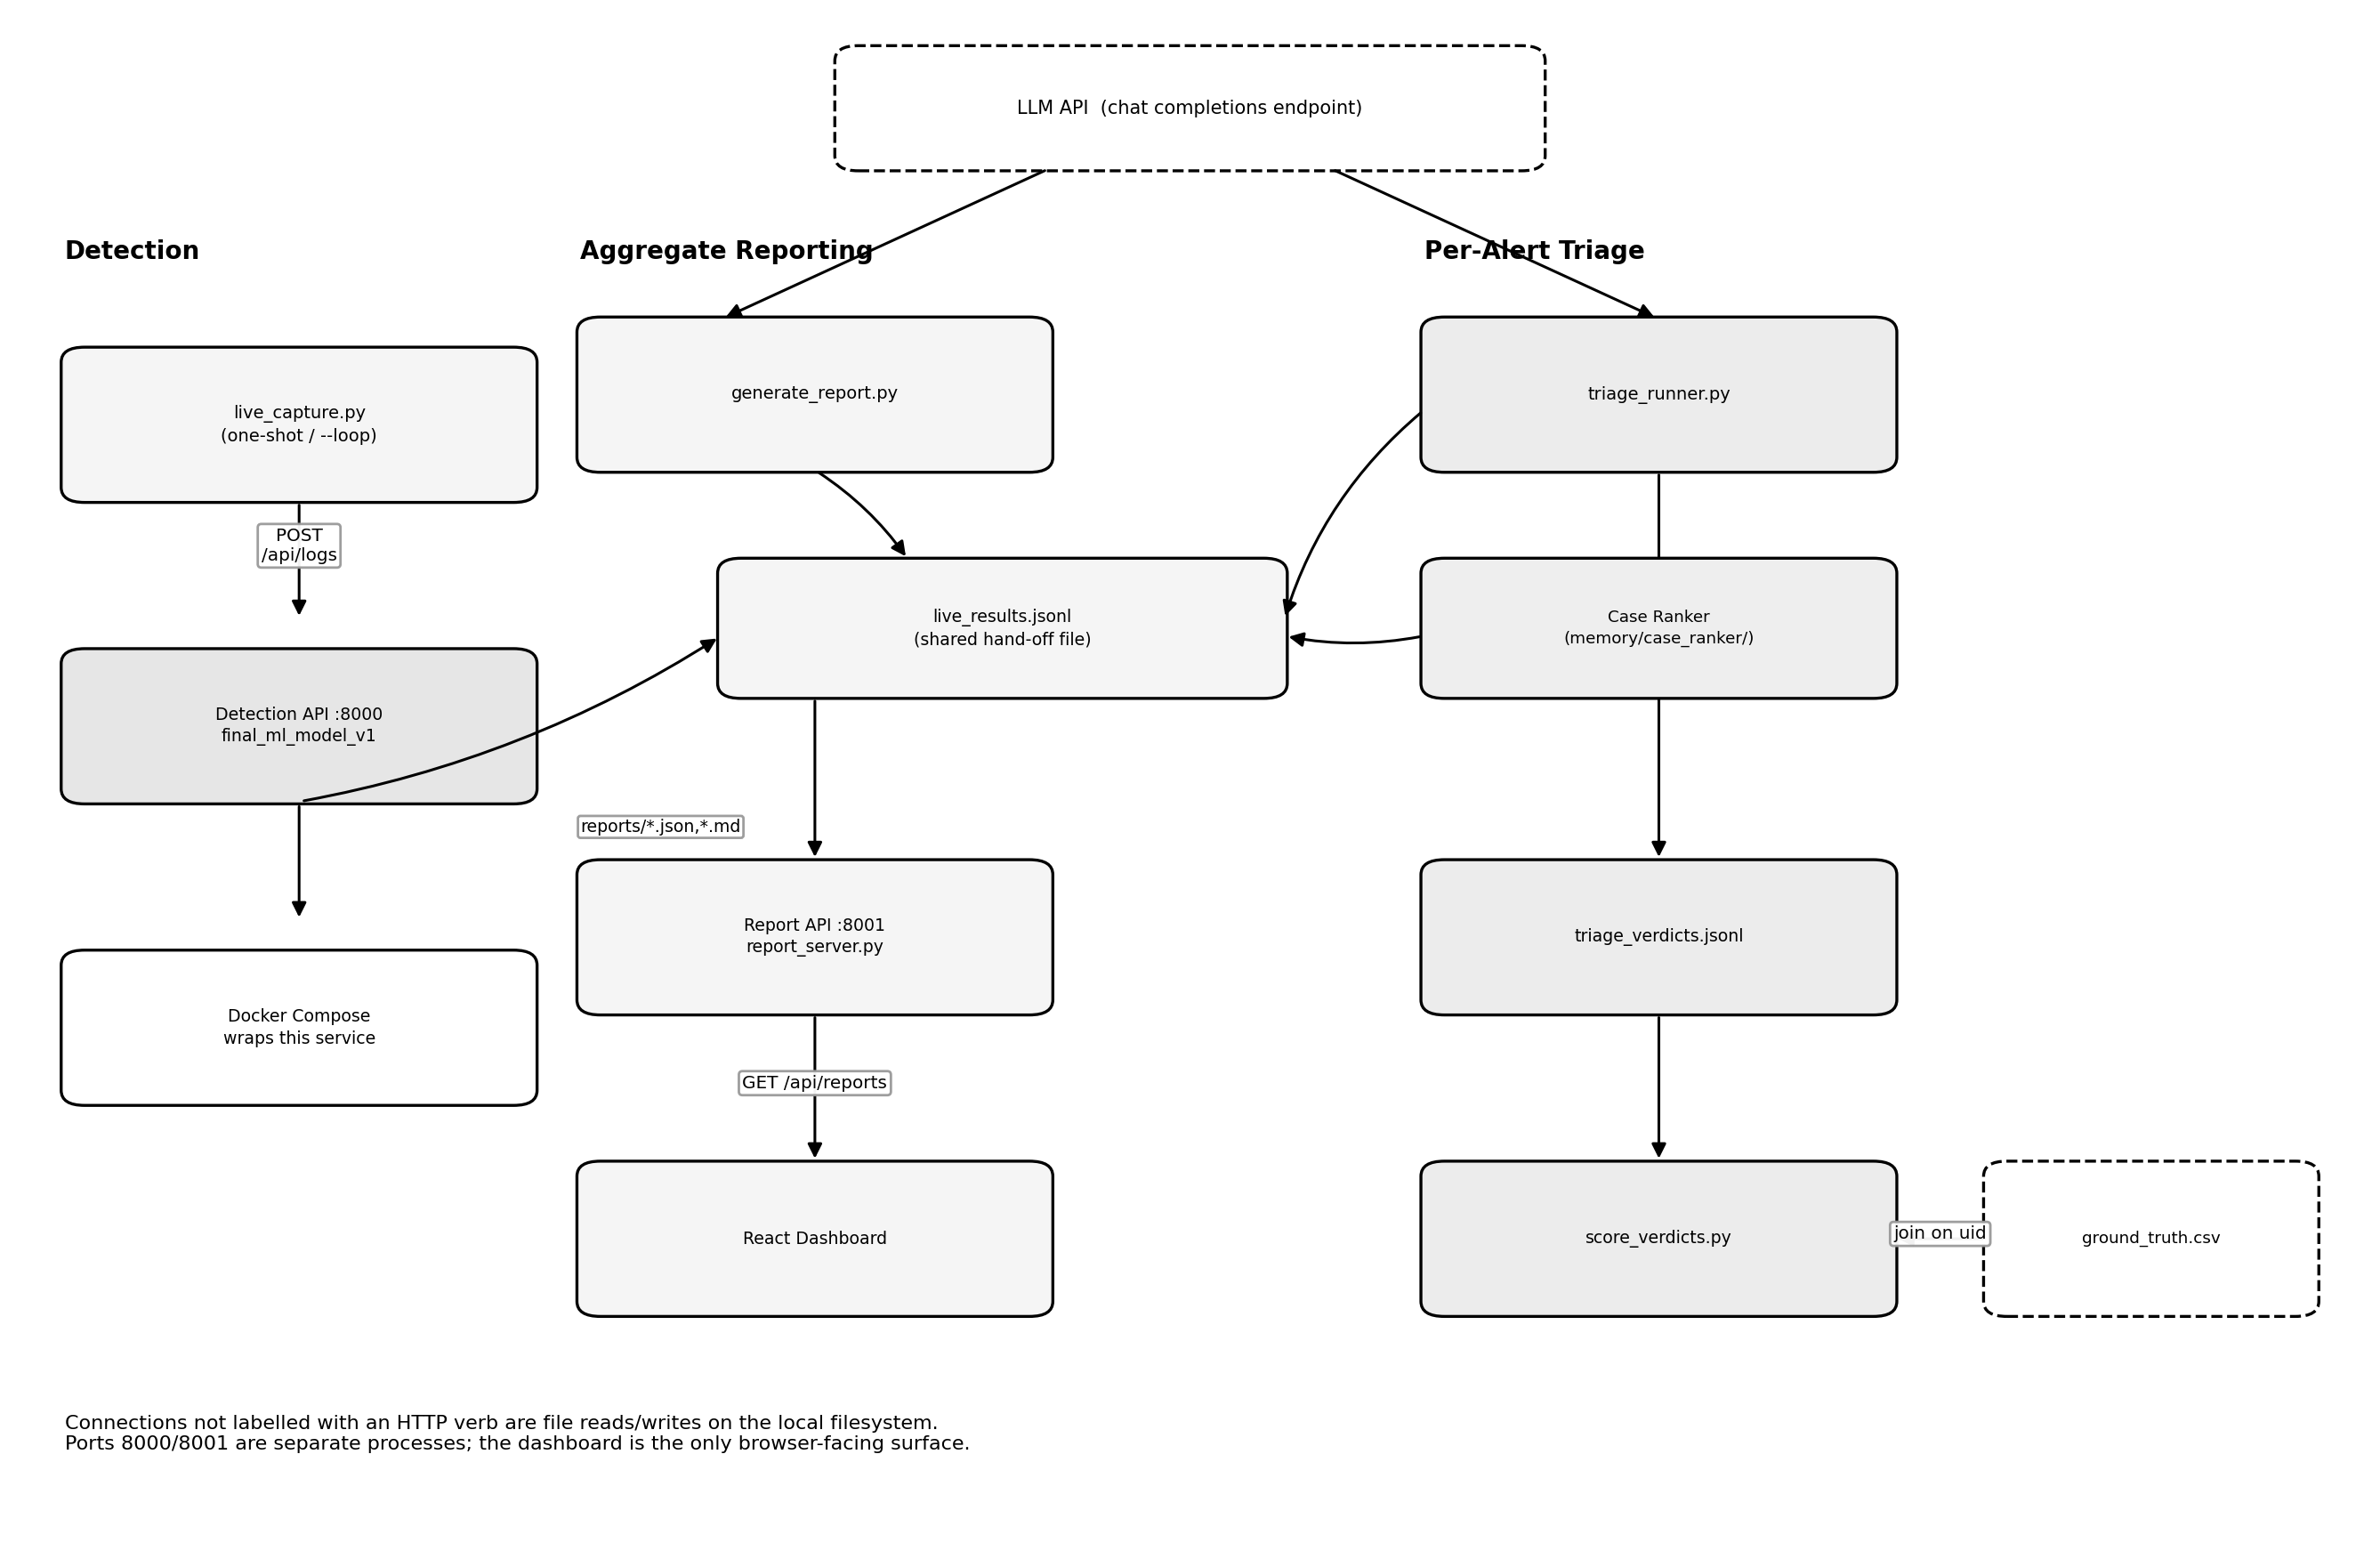 LLM API  (chat completions endpoint)
Detection
Aggregate Reporting
Per-Alert Triage
live_capture.py
(one-shot / --loop)
generate_report.py
triage_runner.py
POST
/api/logs
live_results.jsonl
(shared hand-off file)
Case Ranker
(memory/case_ranker/)
Detection API :8000
final_ml_model_v1
reports/*.json,*.md
Report API :8001
report_server.py
triage_verdicts.jsonl
Docker Compose
wraps this service
GET /api/reports
React Dashboard
score_verdicts.py
join on uid
ground_truth.csv
Connections not labelled with an HTTP verb are file reads/writes on the local filesystem.
Ports 8000/8001 are separate processes; the dashboard is the only browser-facing surface.